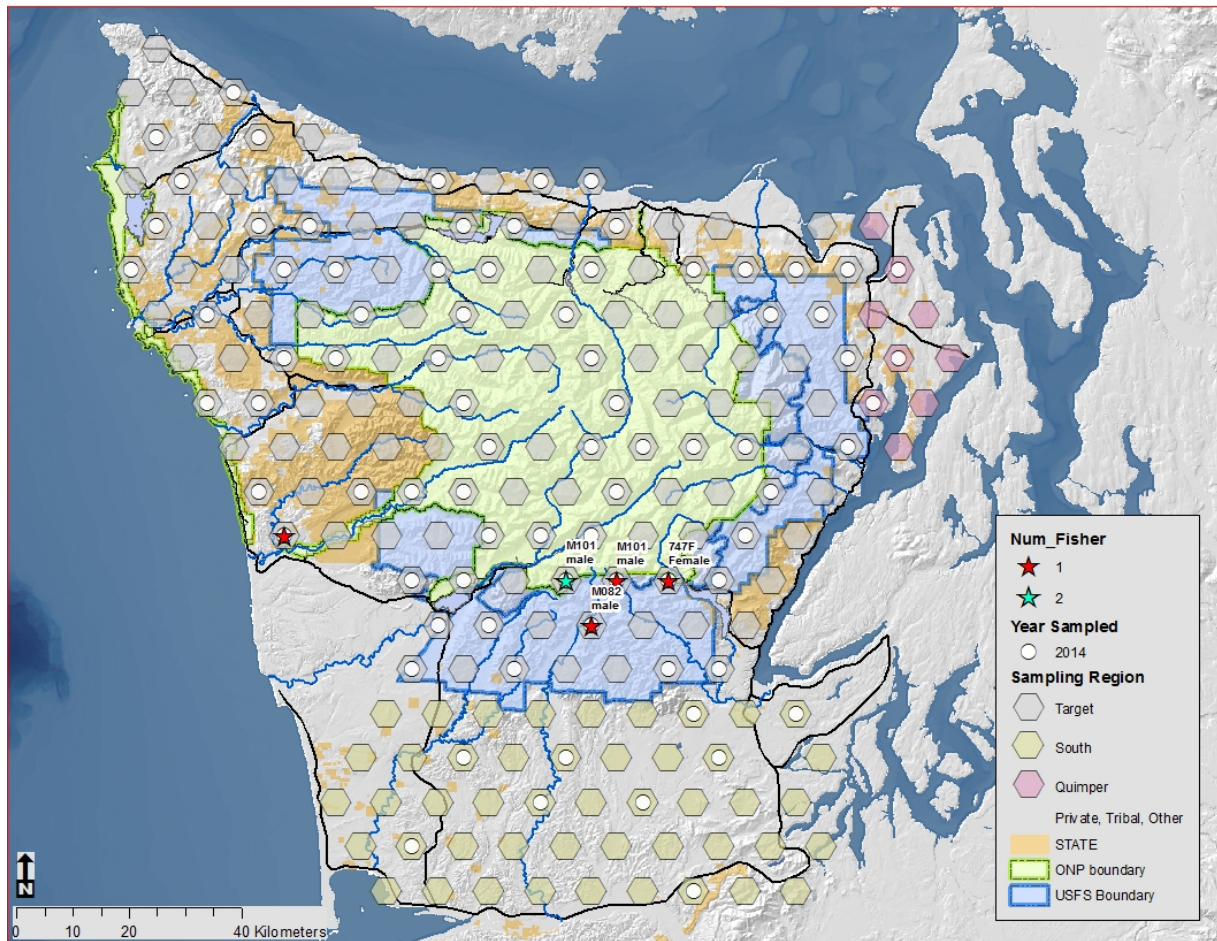 M101
male
M101
male
747F
Female
M082
male
Num_Fisher
1
2
Year Sampled
2014
Sampling Region
Target
South
Quimper
Private, Tribal, Other
STATE
ONP boundary
USFS Boundary
N
0 10 20 40 Kilometers